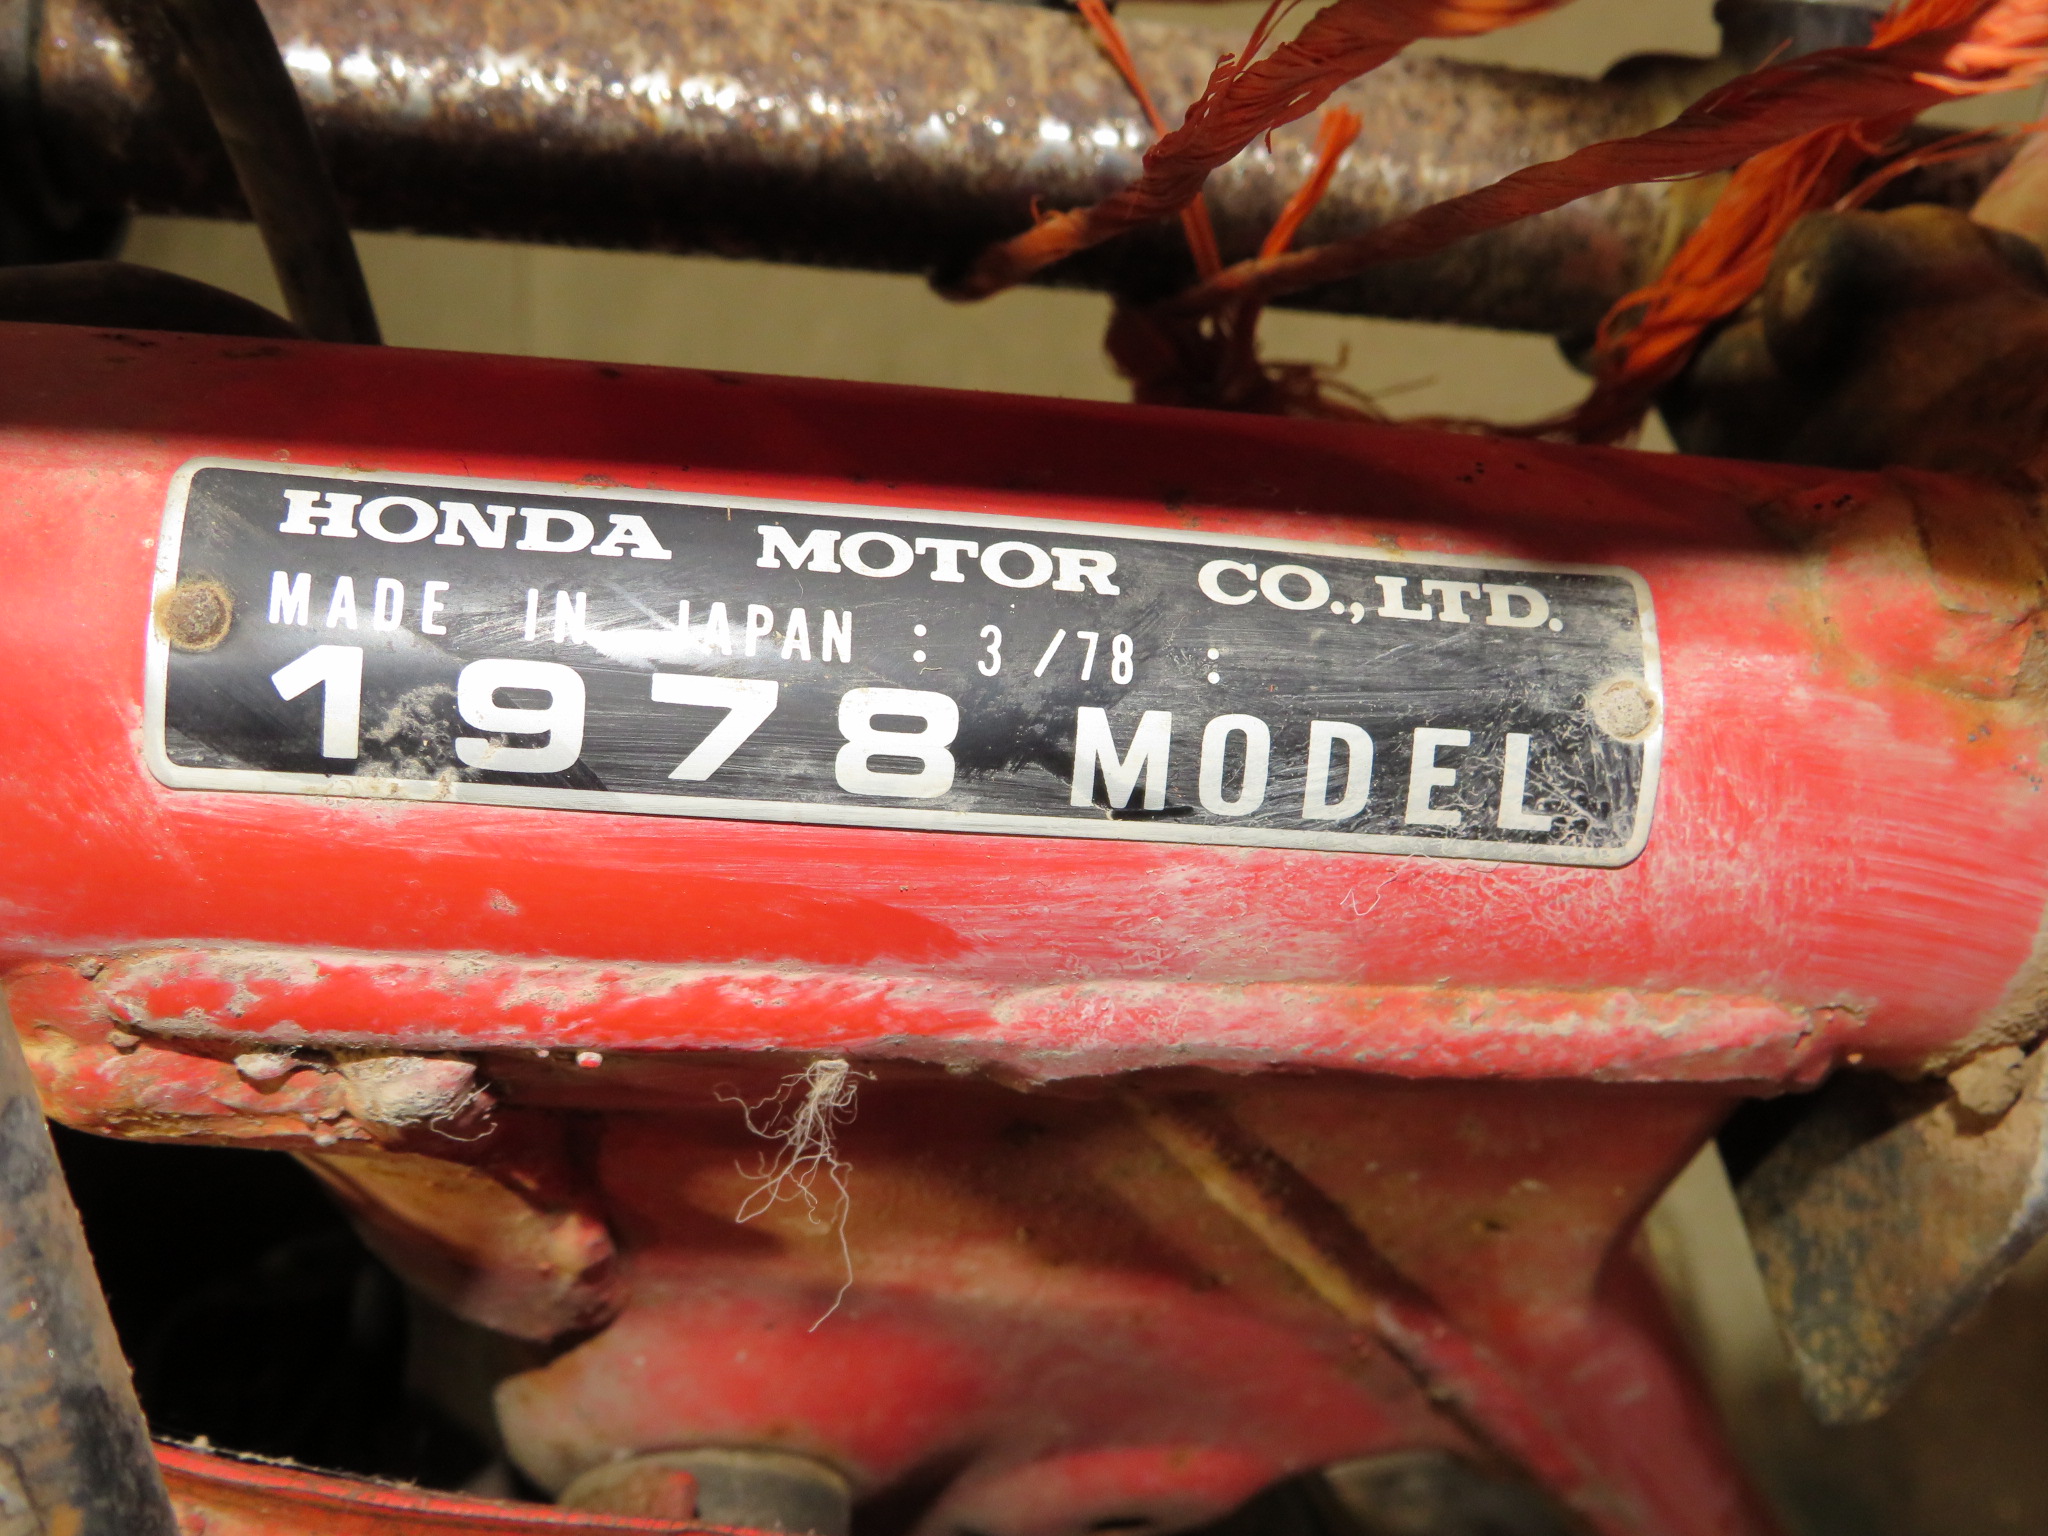 HONDA MOTOR CO., LTD.
MADE IN JAPAN : 3 /78 :
1978 MODEL